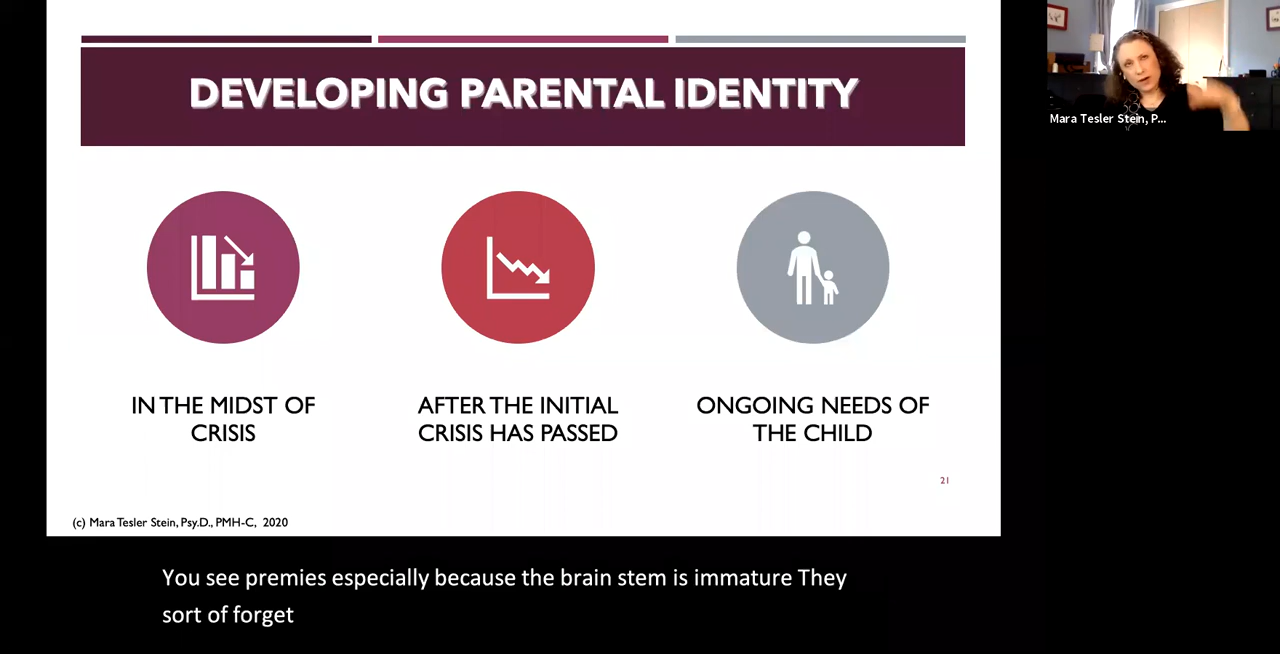 DEVELOPING PARENTAL IDENTITY
Mara Tesler Stein, P...
IN THE MIDST OF
CRISIS
AFTER THE INITIAL
CRISIS HAS PASSED
ONGOING NEEDS OF
THE CHILD
21
(c) Mara Tesler Stein, Psy.D., PMH-C, 2020
You see premies especially because the brain stem is immature They
sort of forget